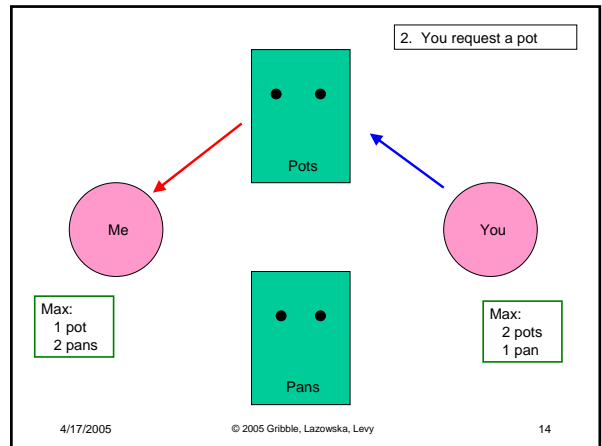 2. You request a pot
Pots
Me
You
Max:
1 pot
2 pans
Max:
2 pots
1 pan
Pans
4/17/2005
© 2005 Gribble, Lazowska, Levy
14